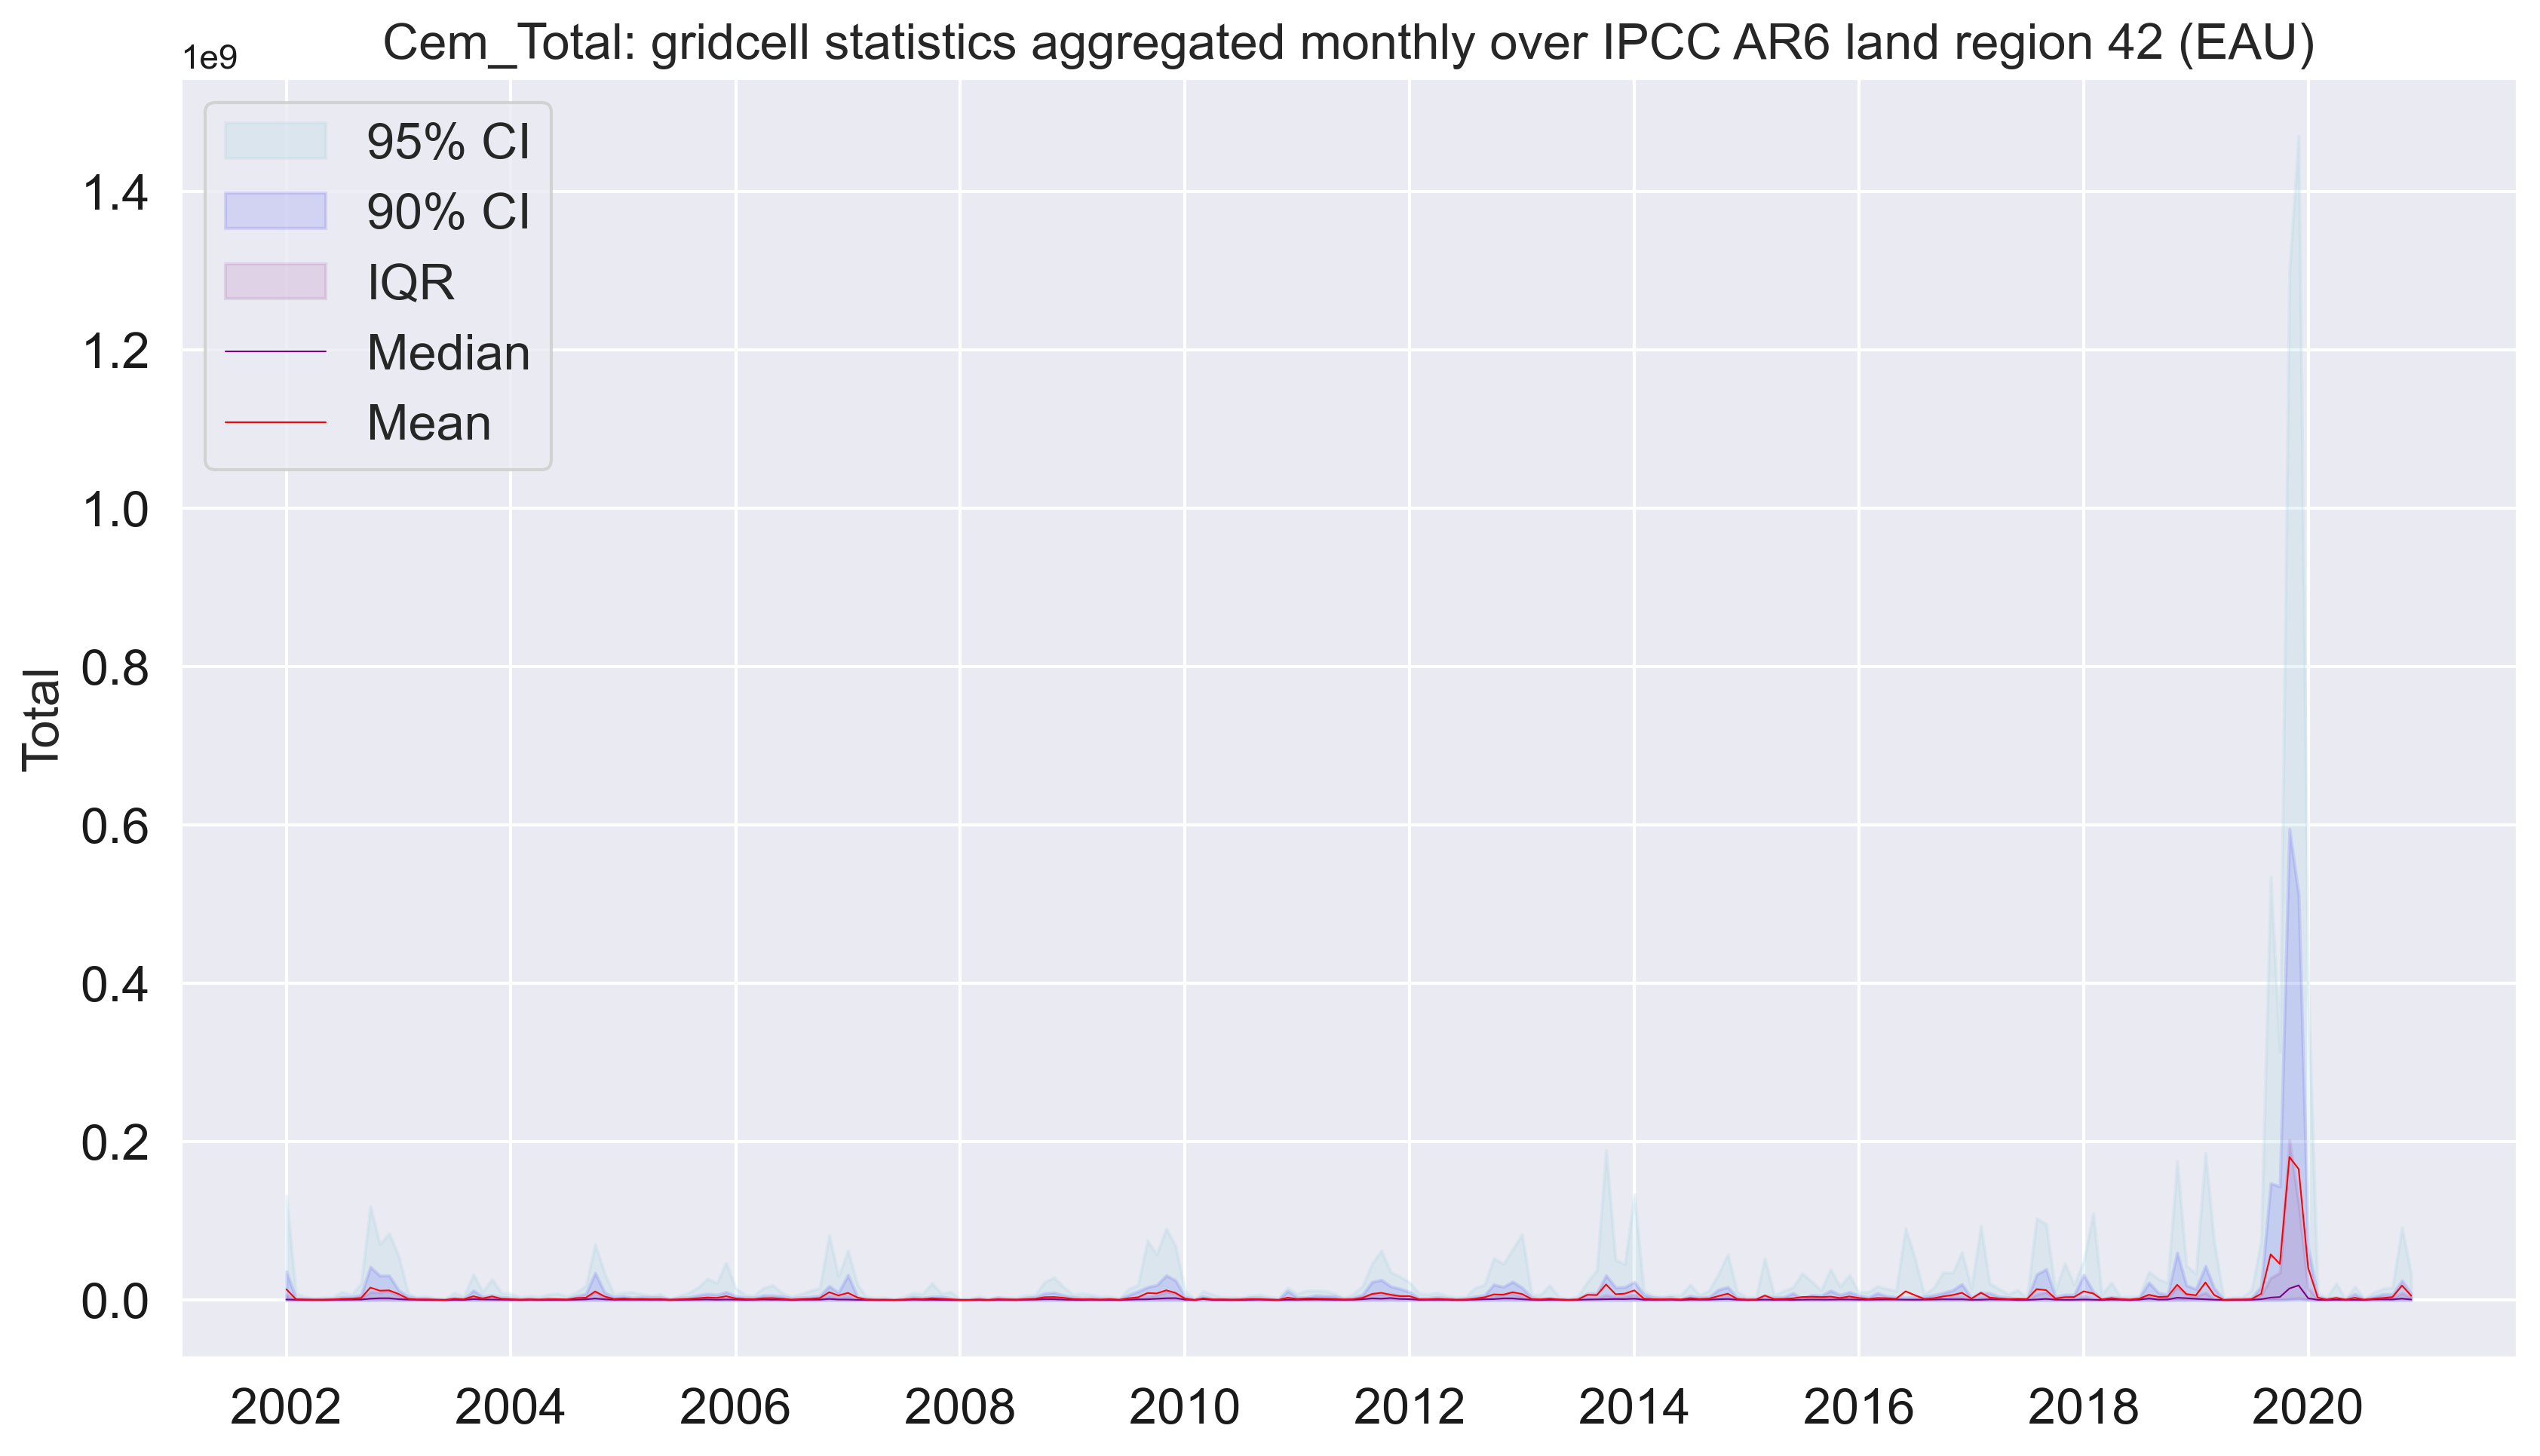 Cem_Total: gridcell statistics aggregated monthly over IPCC AR6 land region 42 (EAU)
1e9
95% CI
90% CI
IQR
Median
Mean
1.4
1.2
1.0
0.8
0.6
0.4
0.2
0.0
Total
2002 2004 2006 2008 2010 2012 2014 2016 2018 2020